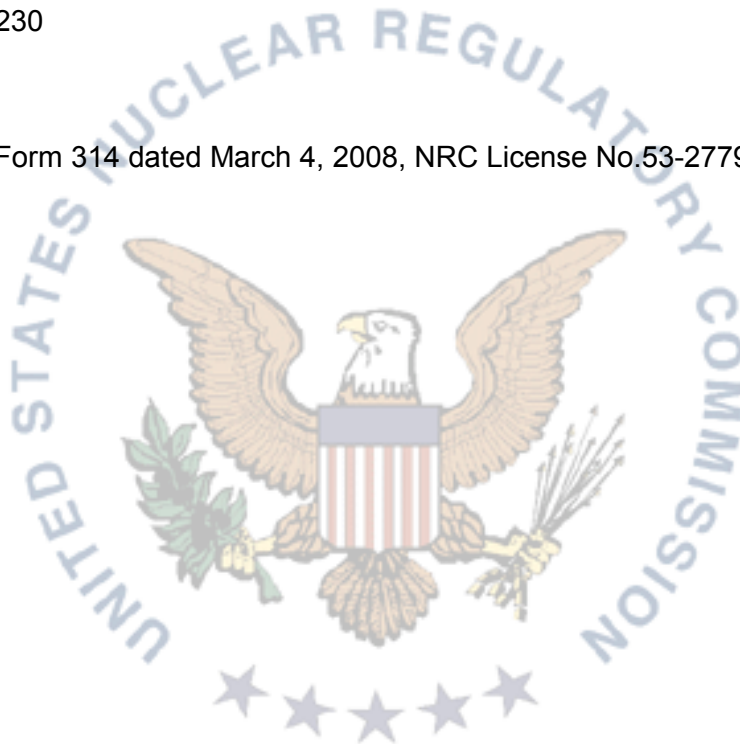 230
Form 314 dated March 4, 2008, NRC License No.53-2779
UNITED STATES NUCLEAR REGULATORY COMMISSION